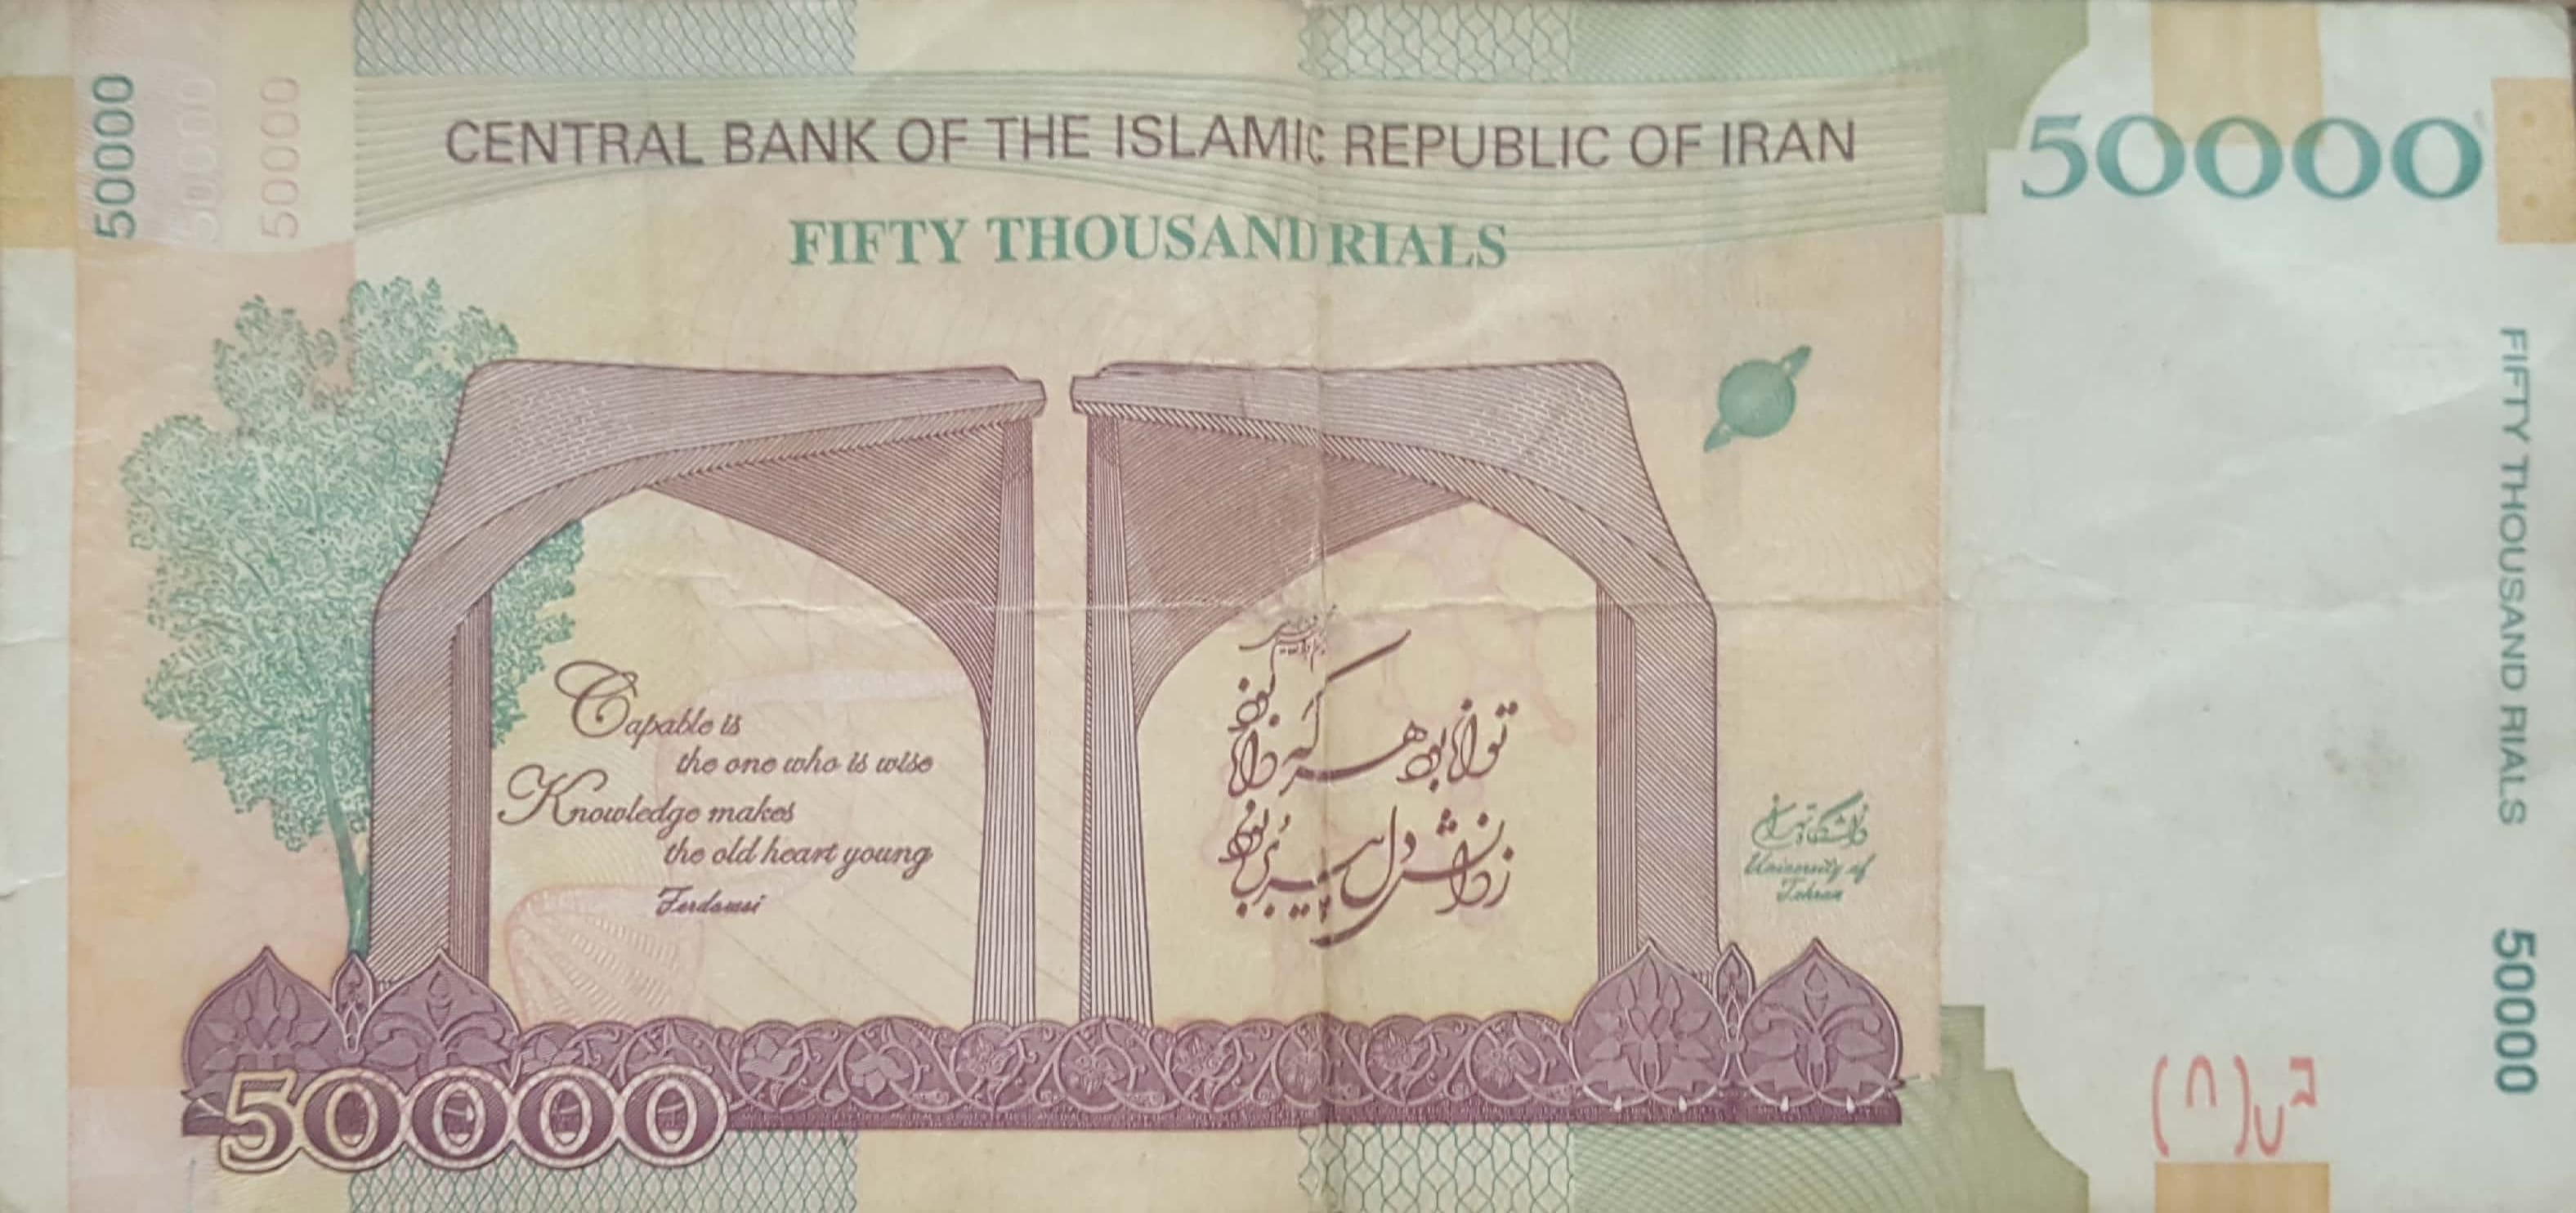 50000
50000
50000
CENTRAL BANK OF THE ISLAMIC REPUBLIC OF IRAN
50000
FIFTY THOUSAND RIALS
Capable is
the one who is wise
Knowledge makes
the old heart young
Ferdowsi
توانا بود هر که دانا بود
ز دانش دل پیر برنا بود
دانشگاه تهران
University of
Tehran
50000
FIFTY THOUSAND RIALS 50000